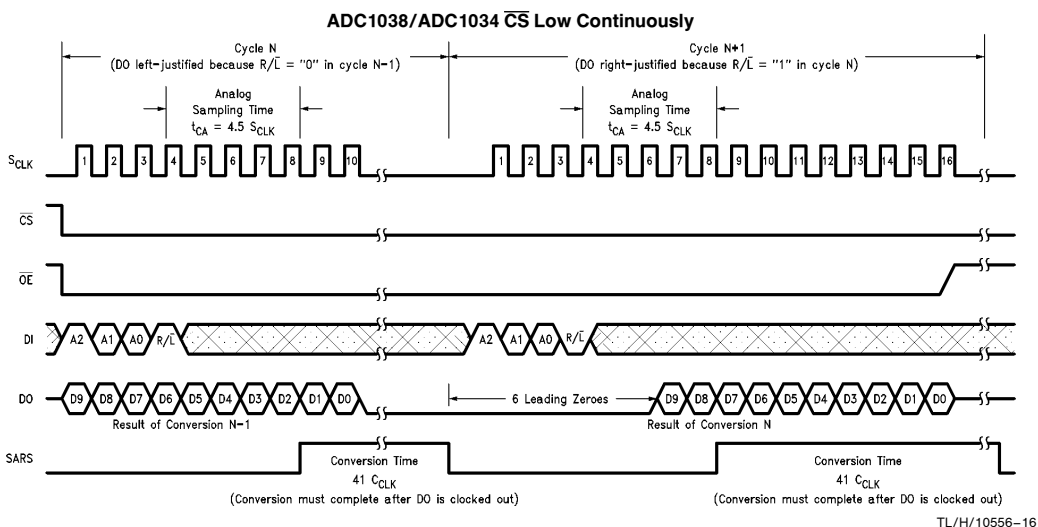 ADC1038/ADC1034 C̅S̅ Low Continuously
Cycle N
(DO left-justified because R/L̅ = "0" in cycle N-1)
Cycle N+1
(DO right-justified because R/L̅ = "1" in cycle N)
Analog
Sampling Time
tCA = 4.5 SCLK
Analog
Sampling Time
tCA = 4.5 SCLK
SCLK 1 2 3 4 5 6 7 8 9 10 1 2 3 4 5 6 7 8 9 10 11 12 13 14 15 16
C̅S̅
O̅E̅
DI A2 A1 A0 R/L̅ A2 A1 A0 R/L̅
DO D9 D8 D7 D6 D5 D4 D3 D2 D1 D0 6 Leading Zeroes D9 D8 D7 D6 D5 D4 D3 D2 D1 D0
Result of Conversion N-1
Result of Conversion N
SARS
Conversion Time
41 CCLK
(Conversion must complete after DO is clocked out)
Conversion Time
41 CCLK
(Conversion must complete after DO is clocked out)
TL/H/10556–16